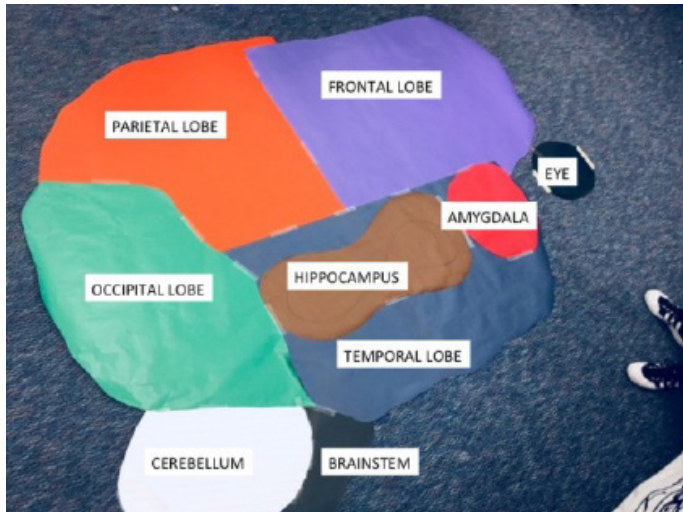 FRONTAL LOBE
PARIETAL LOBE
EYE
AMYGDALA
HIPPOCAMPUS
OCCIPITAL LOBE
TEMPORAL LOBE
CEREBELLUM
BRAINSTEM